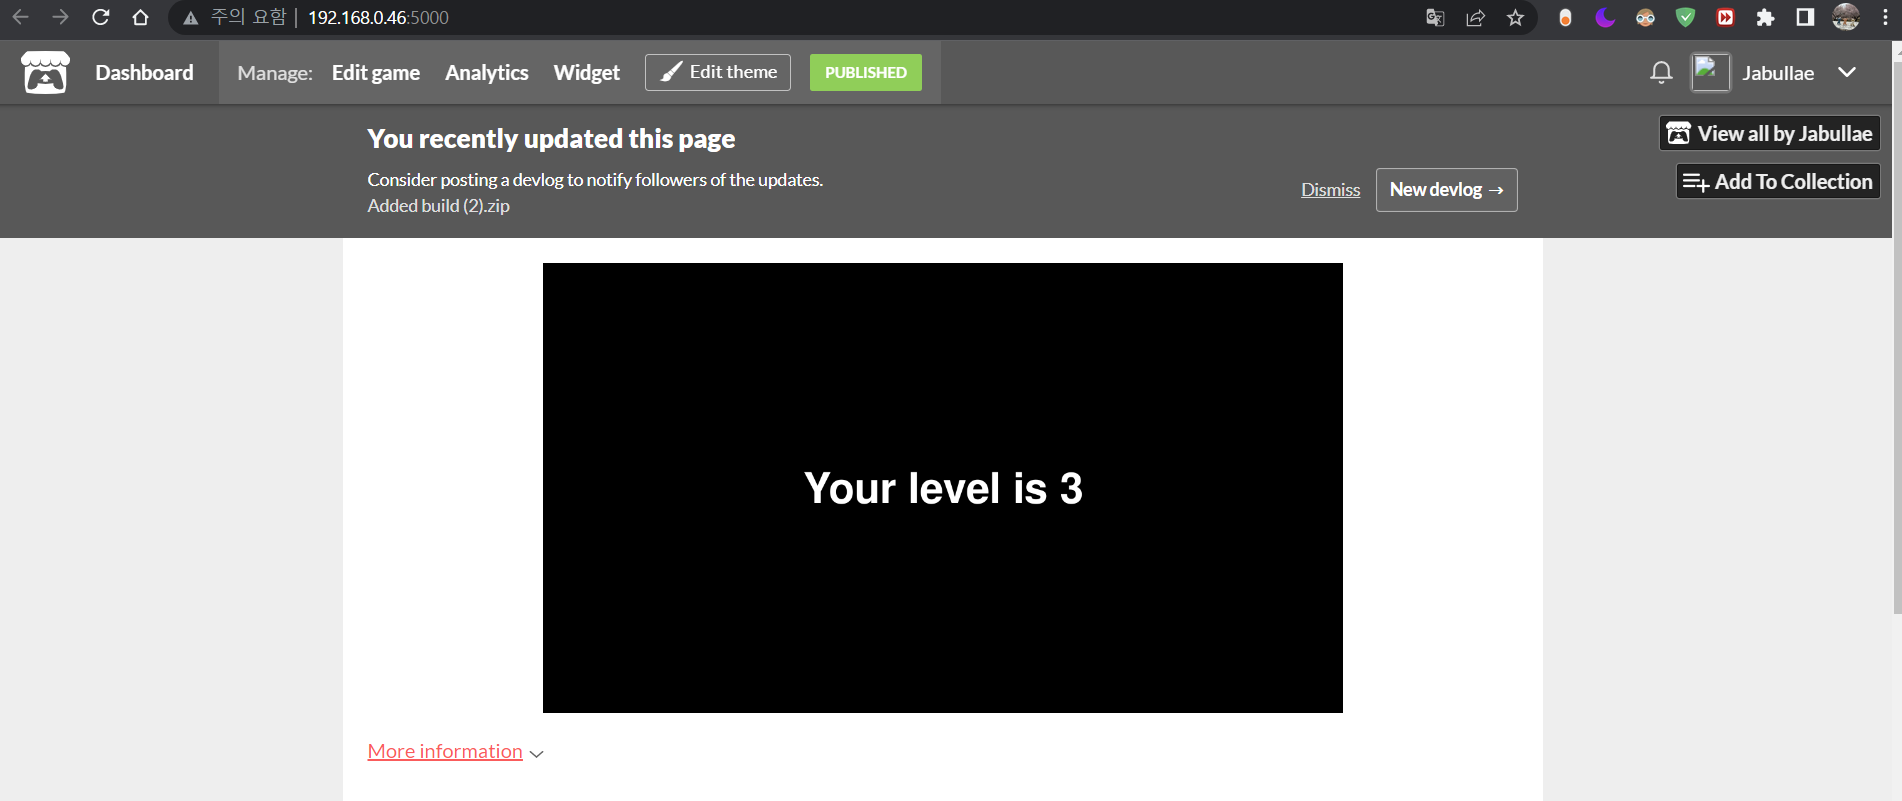 주의 요함 | 192.168.0.46:5000
Dashboard Manage: Edit game Analytics Widget Edit theme PUBLISHED Jabullae
You recently updated this page
Consider posting a devlog to notify followers of the updates.
Added build (2).zip
Dismiss New devlog →
View all by Jabullae
Add To Collection
Your level is 3
More information